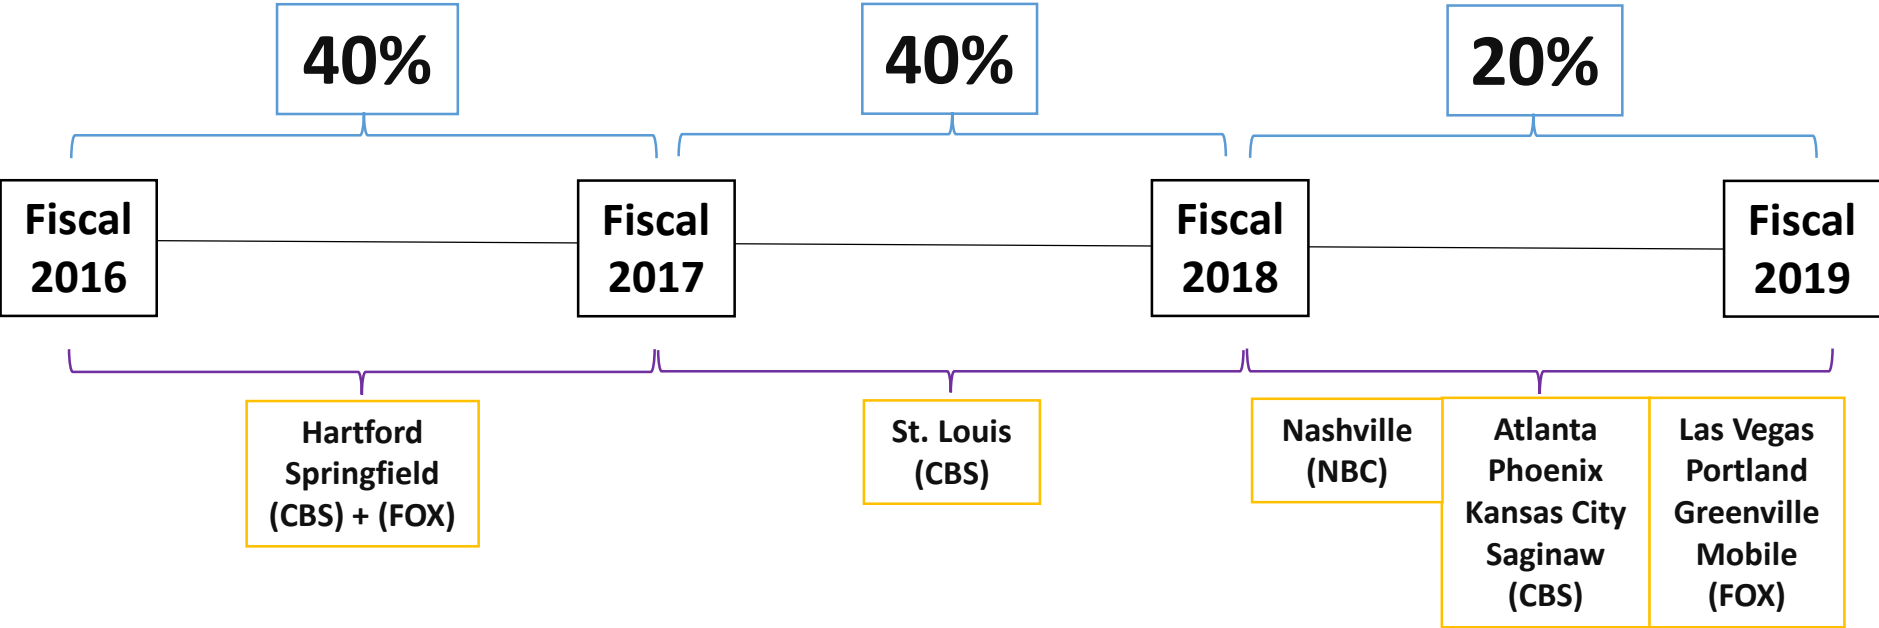 40%
40%
20%
Fiscal
2016
Fiscal
2017
Fiscal
2018
Fiscal
2019
Hartford
Springfield
(CBS) + (FOX)
St. Louis
(CBS)
Nashville
(NBC)
Atlanta
Phoenix
Kansas City
Saginaw
(CBS)
Las Vegas
Portland
Greenville
Mobile
(FOX)